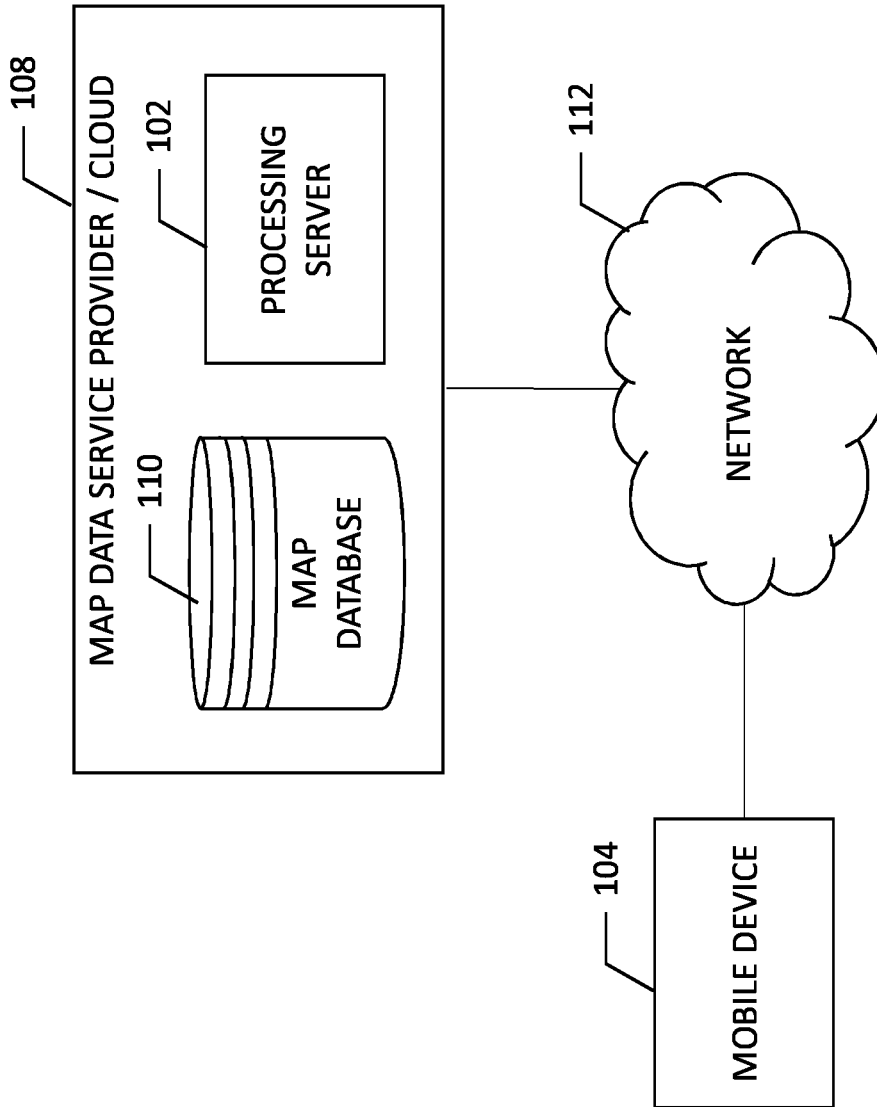 108
MAP DATA SERVICE PROVIDER / CLOUD
110
102
MAP
DATABASE
PROCESSING
SERVER
112
104
NETWORK
MOBILE DEVICE